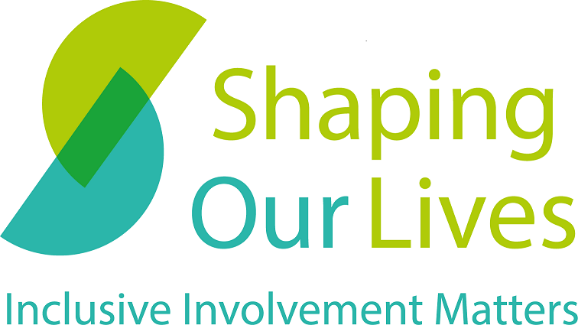 Shaping
Our Lives
Inclusive Involvement Matters